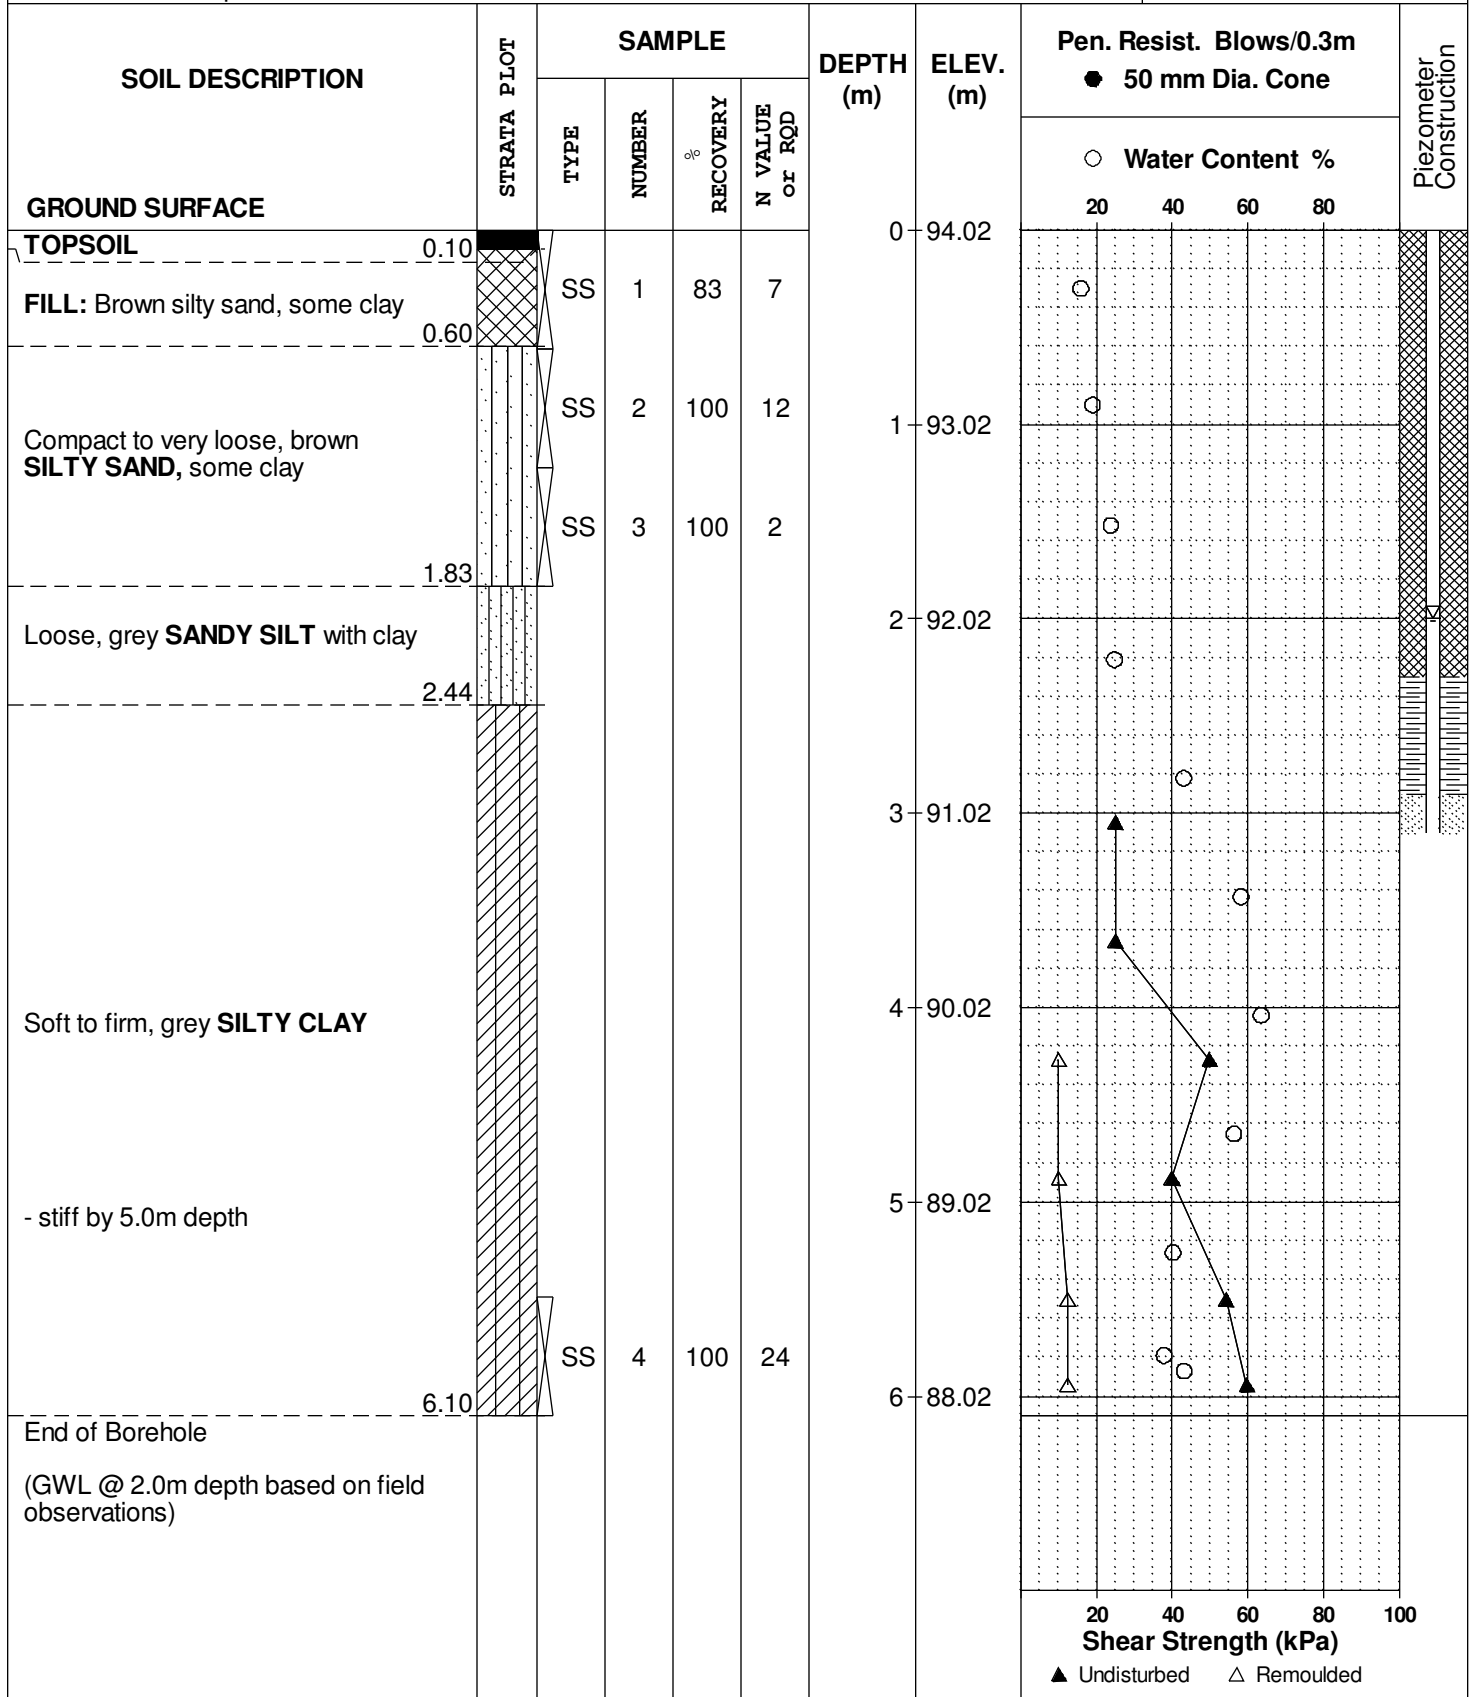 SOIL DESCRIPTION
GROUND SURFACE
STRATA PLOT
SAMPLE
TYPE
NUMBER
%
RECOVERY
N VALUE
or RQD
DEPTH
(m)
ELEV.
(m)
Pen. Resist. Blows/0.3m
● 50 mm Dia. Cone
○ Water Content %
20 40 60 80
Piezometer
Construction
TOPSOIL 0.10
0 94.02
FILL: Brown silty sand, some clay
SS 1 83 7
0.60
SS 2 100 12
1 93.02
Compact to very loose, brown
SILTY SAND, some clay
SS 3 100 2
1.83
2 92.02
Loose, grey SANDY SILT with clay
2.44
3 91.02
Soft to firm, grey SILTY CLAY
4 90.02
5 89.02
- stiff by 5.0m depth
SS 4 100 24
6 88.02
6.10
End of Borehole
(GWL @ 2.0m depth based on field
observations)
20 40 60 80 100
Shear Strength (kPa)
▲ Undisturbed △ Remoulded